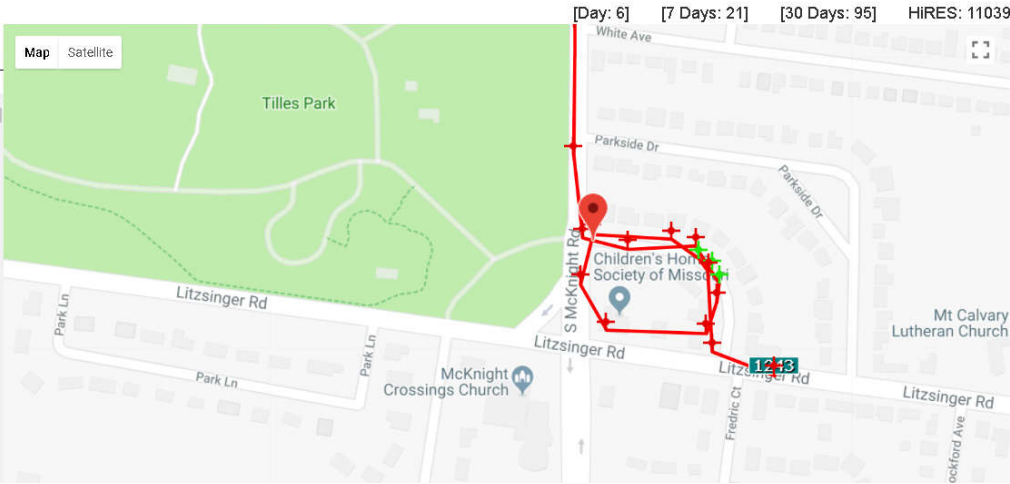 [Day: 6] [7 Days: 21] [30 Days: 95] HiRES: 11039
Map Satellite
White Ave
Tilles Park
Parkside Dr
Parkside Dr
S McKnight Rd
Children's Home
Society of Missouri
Litzsinger Rd
Park Ln
Mt Calvary
Lutheran Church
Litzsinger Rd
Park Ln
McKnight
Crossings Church
Litzsinger Rd
Park Ln
Fredric Ct
Litzsinger Rd
ockford Ave